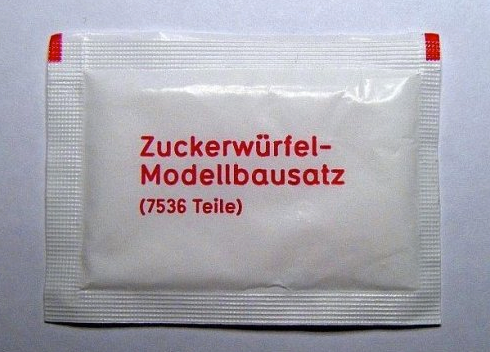 Zuckerwürfel-
Modellbausatz
(7536 Teile)